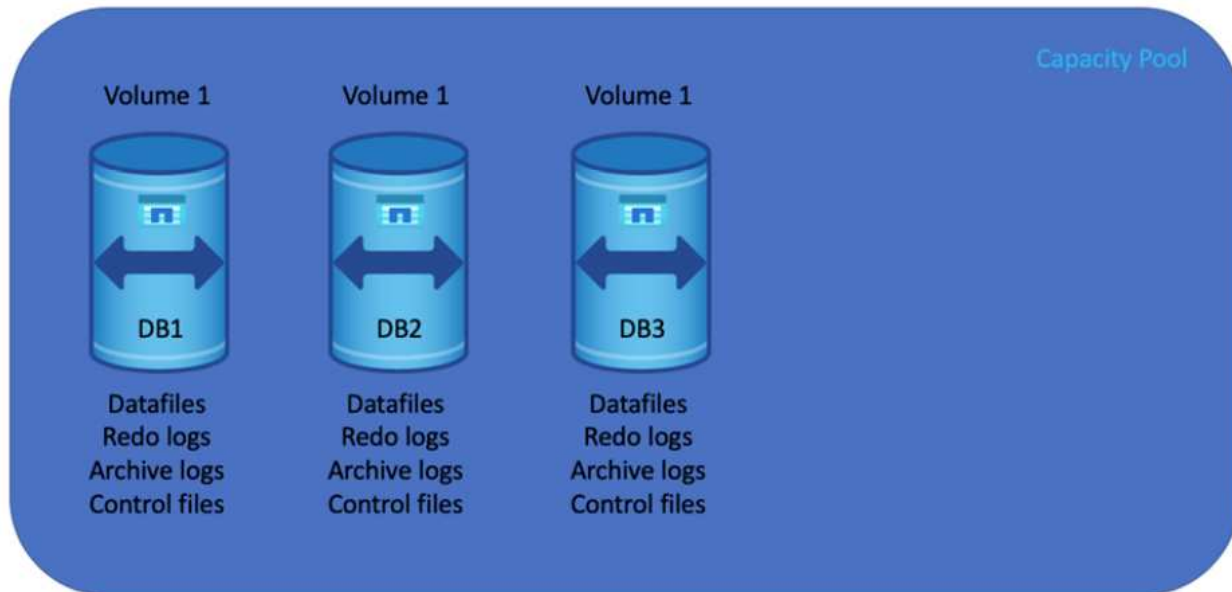 Capacity Pool
Volume 1
Volume 1
Volume 1
DB1
DB2
DB3
Datafiles
Redo logs
Archive logs
Control files
Datafiles
Redo logs
Archive logs
Control files
Datafiles
Redo logs
Archive logs
Control files